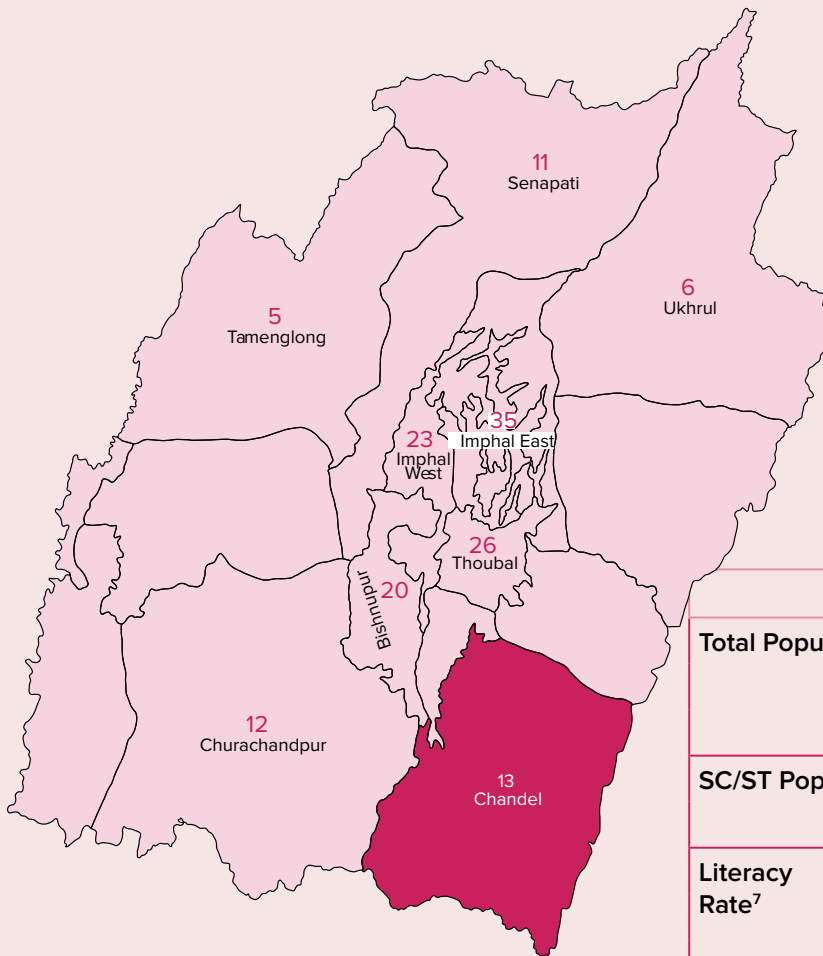 11
Senapati
6
Ukhrul
5
Tamenglong
35
Imphal East
23
Imphal
West
26
Thoubal
20
Bishnupur
12
Churachandpur
13
Chandel
Total Popu
SC/ST Pop
Literacy
Rate⁷